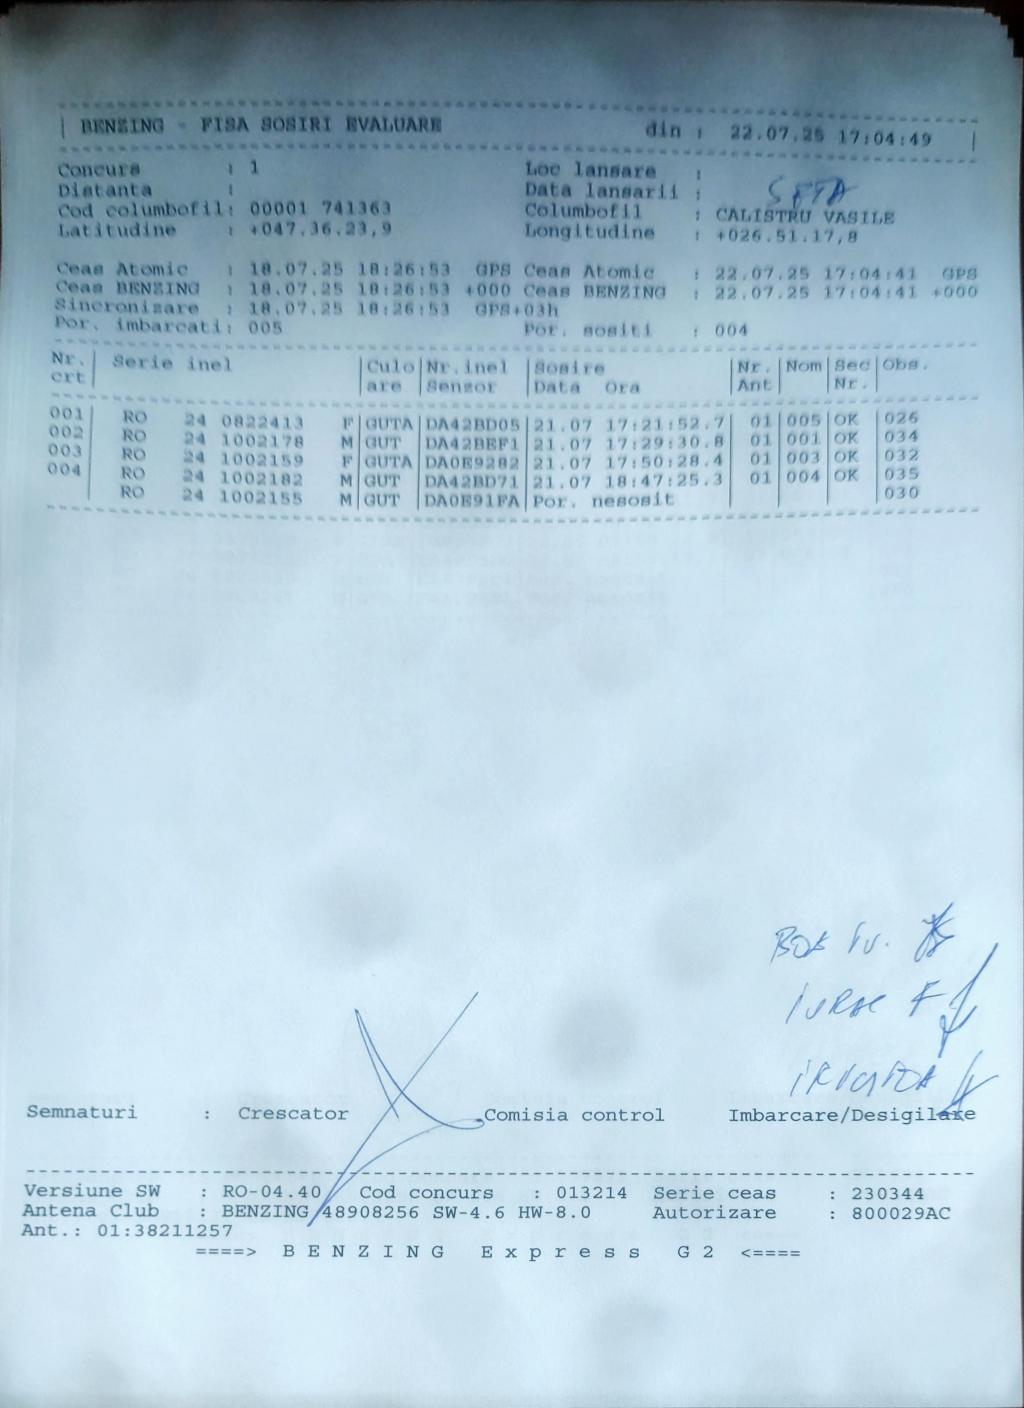 BENZING - FISA SOSIRI EVALUARE din : 22.07.25 17:04:49
Concurs : 1 Loc lansare :
Distanta : Data lansarii :
Cod columbofil: 00001 741363 Columbofil : CALISTRU VASILE
Latitudine : +047.36.23,9 Longitudine : +026.51.17,8
Ceas Atomic : 18.07.25 18:26:53 GPS Ceas Atomic : 22.07.25 17:04:41 GPS
Ceas BENZING : 18.07.25 18:26:53 +000 Ceas BENZING : 22.07.25 17:04:41 +000
Sincronizare : 18.07.25 18:26:53 GPS+03h
Por. imbarcati: 005 Por. sositi : 004
Nr. Serie inel Culo Nr.inel Sosire Nr. Nom Sec Obs.
crt are Senzor Data Ora Ant Nr.
001 RO 24 0822413 F GUTA DA42BD05 21.07 17:21:52.7 01 005 OK 026
002 RO 24 1002178 M GUT DA42BEF1 21.07 17:29:30.8 01 001 OK 034
003 RO 24 1002159 F GUTA DA0E9282 21.07 17:50:28.4 01 003 OK 032
004 RO 24 1002182 M GUT DA42BD71 21.07 18:47:25.3 01 004 OK 035
RO 24 1002155 M GUT DA0E91FA Por. nesosit 030
Semnaturi : Crescator Comisia control Imbarcare/Desigilare
Versiune SW : RO-04.40 Cod concurs : 013214 Serie ceas : 230344
Antena Club : BENZING 48908256 SW-4.6 HW-8.0 Autorizare : 800029AC
Ant.: 01:38211257
====> B E N Z I N G E x p r e s s G 2 <====